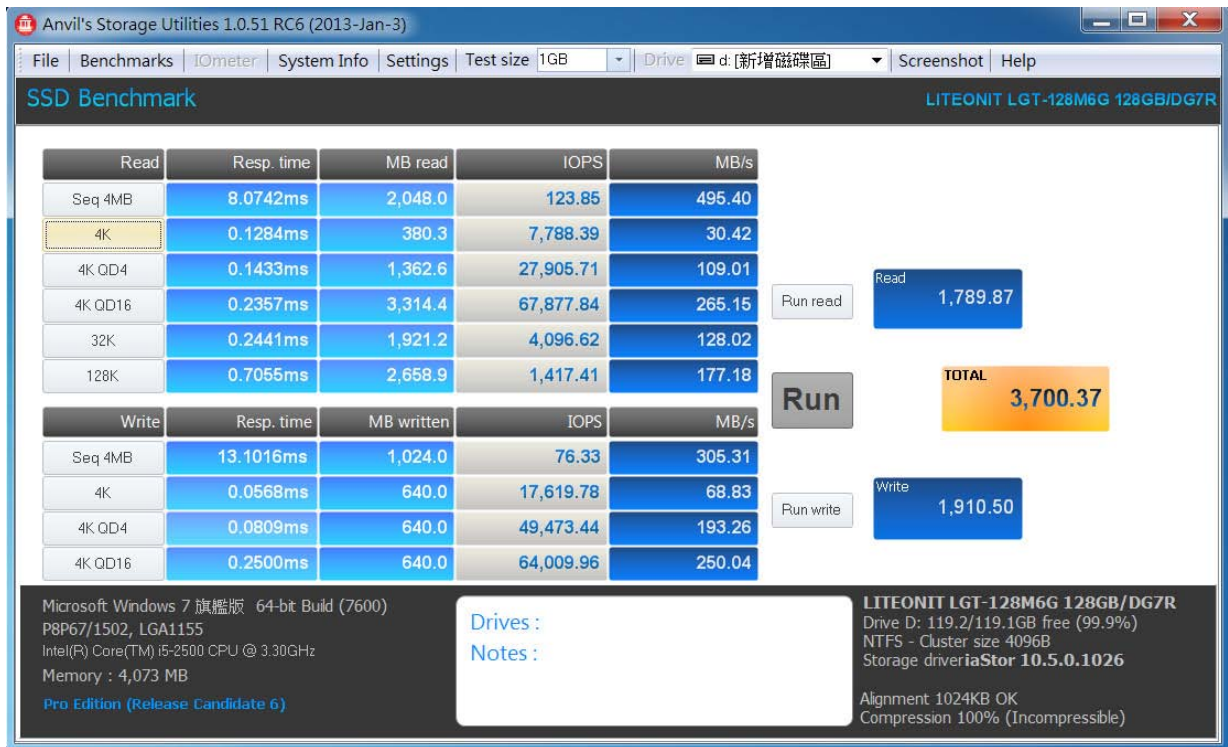 Anvil's Storage Utilities 1.0.51 RC6 (2013-Jan-3)
File Benchmarks IOmeter System Info Settings Test size 1GB Drive d: [新增磁碟區] Screenshot Help
SSD Benchmark LITEONIT LGT-128M6G 128GB/DG7R
Read Resp. time MB read IOPS MB/s
Seq 4MB 8.0742ms 2,048.0 123.85 495.40
4K 0.1284ms 380.3 7,788.39 30.42
4K QD4 0.1433ms 1,362.6 27,905.71 109.01
4K QD16 0.2357ms 3,314.4 67,877.84 265.15
32K 0.2441ms 1,921.2 4,096.62 128.02
128K 0.7055ms 2,658.9 1,417.41 177.18
Run read
Read
1,789.87
Run
TOTAL
3,700.37
Write Resp. time MB written IOPS MB/s
Seq 4MB 13.1016ms 1,024.0 76.33 305.31
4K 0.0568ms 640.0 17,619.78 68.83
4K QD4 0.0809ms 640.0 49,473.44 193.26
4K QD16 0.2500ms 640.0 64,009.96 250.04
Run write
Write
1,910.50
Microsoft Windows 7 旗艦版 64-bit Build (7600)
P8P67/1502, LGA1155
Intel(R) Core(TM) i5-2500 CPU @ 3.30GHz
Memory : 4,073 MB
Pro Edition (Release Candidate 6)
Drives :
Notes :
LITEONIT LGT-128M6G 128GB/DG7R
Drive D: 119.2/119.1GB free (99.9%)
NTFS - Cluster size 4096B
Storage driveriaStor 10.5.0.1026
Alignment 1024KB OK
Compression 100% (Incompressible)